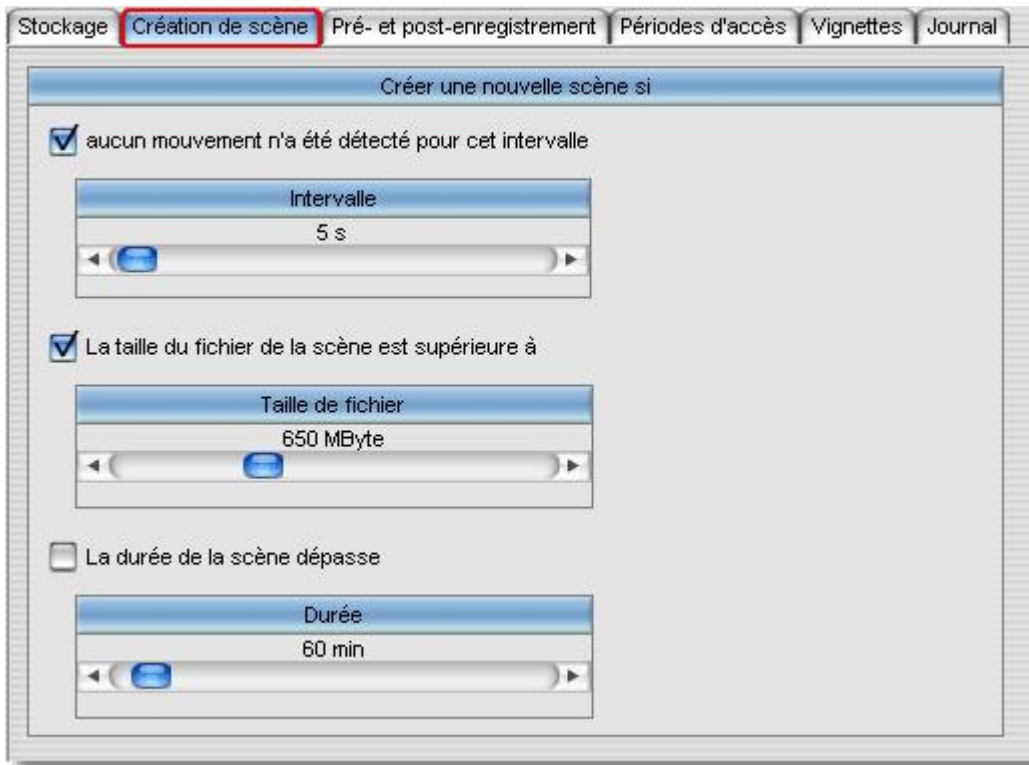 Stockage Création de scène Pré- et post-enregistrement Périodes d'accès Vignettes Journal
Créer une nouvelle scène si
aucun mouvement n'a été détecté pour cet intervalle
Intervalle
5 s
La taille du fichier de la scène est supérieure à
Taille de fichier
650 MByte
La durée de la scène dépasse
Durée
60 min